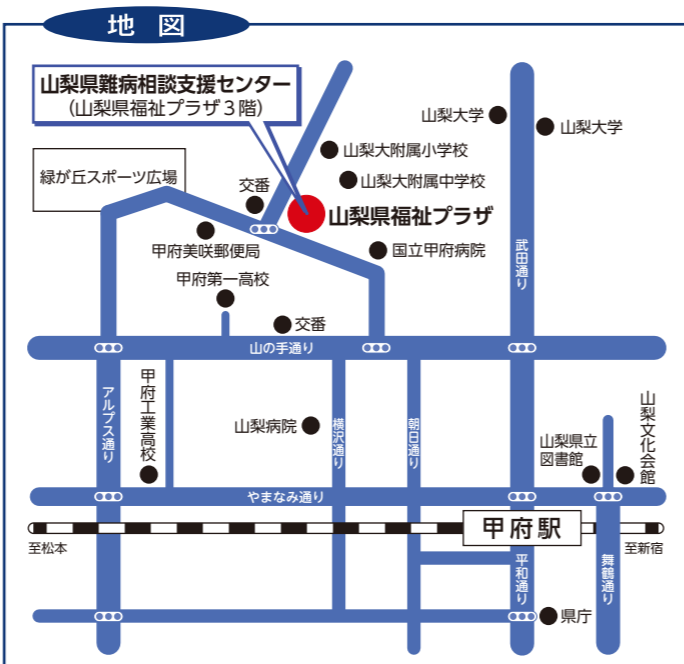 地図
山梨県難病相談支援センター
(山梨県福祉プラザ3階)
山梨大学
山梨大学
山梨大附属小学校
緑が丘スポーツ広場
交番
山梨大附属中学校
山梨県福祉プラザ
甲府美咲郵便局
国立甲府病院
武田通り
甲府第一高校
交番
山の手通り
アルプス通り
甲府工業高校
山梨病院
横沢通り
朝日通り
山梨県立
図書館
山梨文化会館
やまなみ通り
甲府駅
至松本
至新宿
平和通り
舞鶴通り
県庁